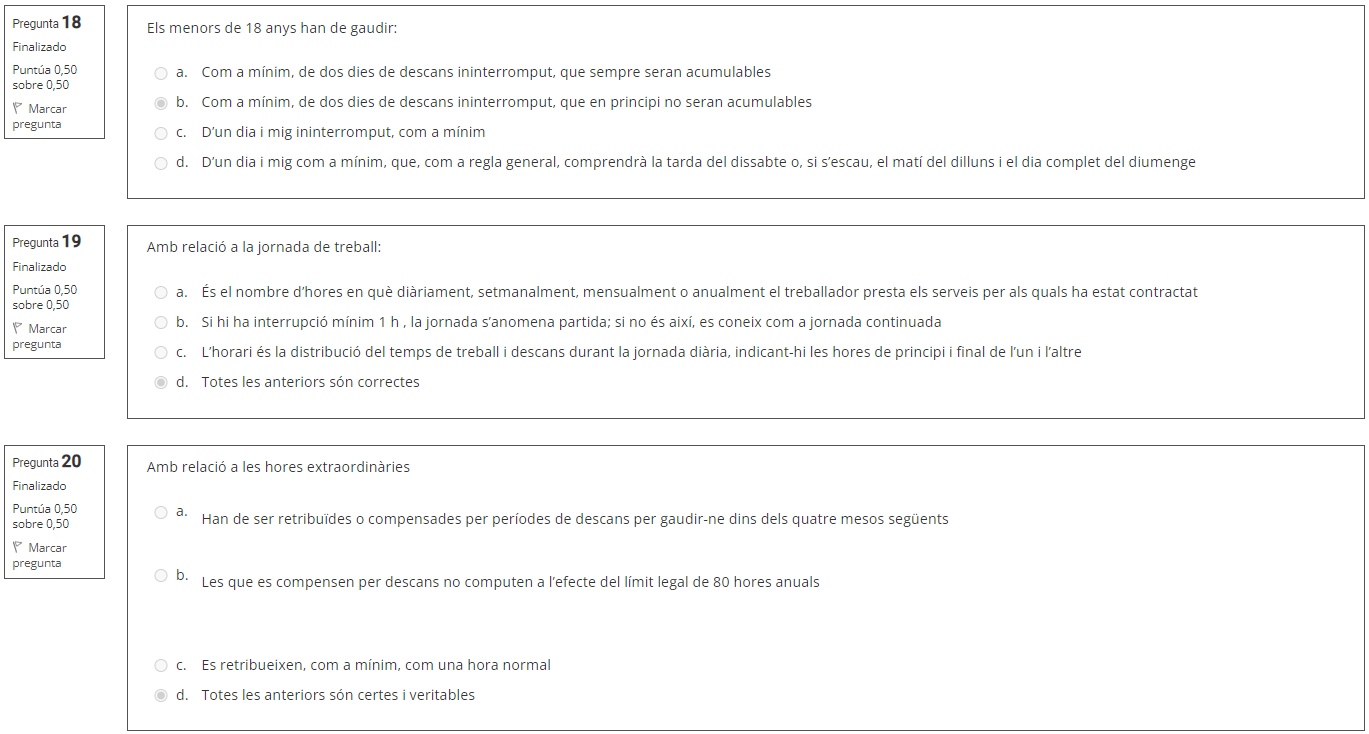 Pregunta 18
Finalizado
Puntúa 0,50
sobre 0,50
Marcar
pregunta
Els menors de 18 anys han de gaudir:
a. Com a mínim, de dos dies de descans ininterromput, que sempre seran acumulables
b. Com a mínim, de dos dies de descans ininterromput, que en principi no seran acumulables
c. D’un dia i mig ininterromput, com a mínim
d. D’un dia i mig com a mínim, que, com a regla general, comprendrà la tarda del dissabte o, si s’escau, el matí del dilluns i el dia complet del diumenge
Pregunta 19
Finalizado
Puntúa 0,50
sobre 0,50
Marcar
pregunta
Amb relació a la jornada de treball:
a. És el nombre d’hores en què diàriament, setmanalment, mensualment o anualment el treballador presta els serveis per als quals ha estat contractat
b. Si hi ha interrupció mínim 1 h , la jornada s’anomena partida; si no és així, es coneix com a jornada continuada
c. L’horari és la distribució del temps de treball i descans durant la jornada diària, indicant-hi les hores de principi i final de l’un i l’altre
d. Totes les anteriors són correctes
Pregunta 20
Finalizado
Puntúa 0,50
sobre 0,50
Marcar
pregunta
Amb relació a les hores extraordinàries
a. Han de ser retribuïdes o compensades per períodes de descans per gaudir-ne dins dels quatre mesos següents
b. Les que es compensen per descans no computen a l’efecte del límit legal de 80 hores anuals
c. Es retribueixen, com a mínim, com una hora normal
d. Totes les anteriors són certes i veritables